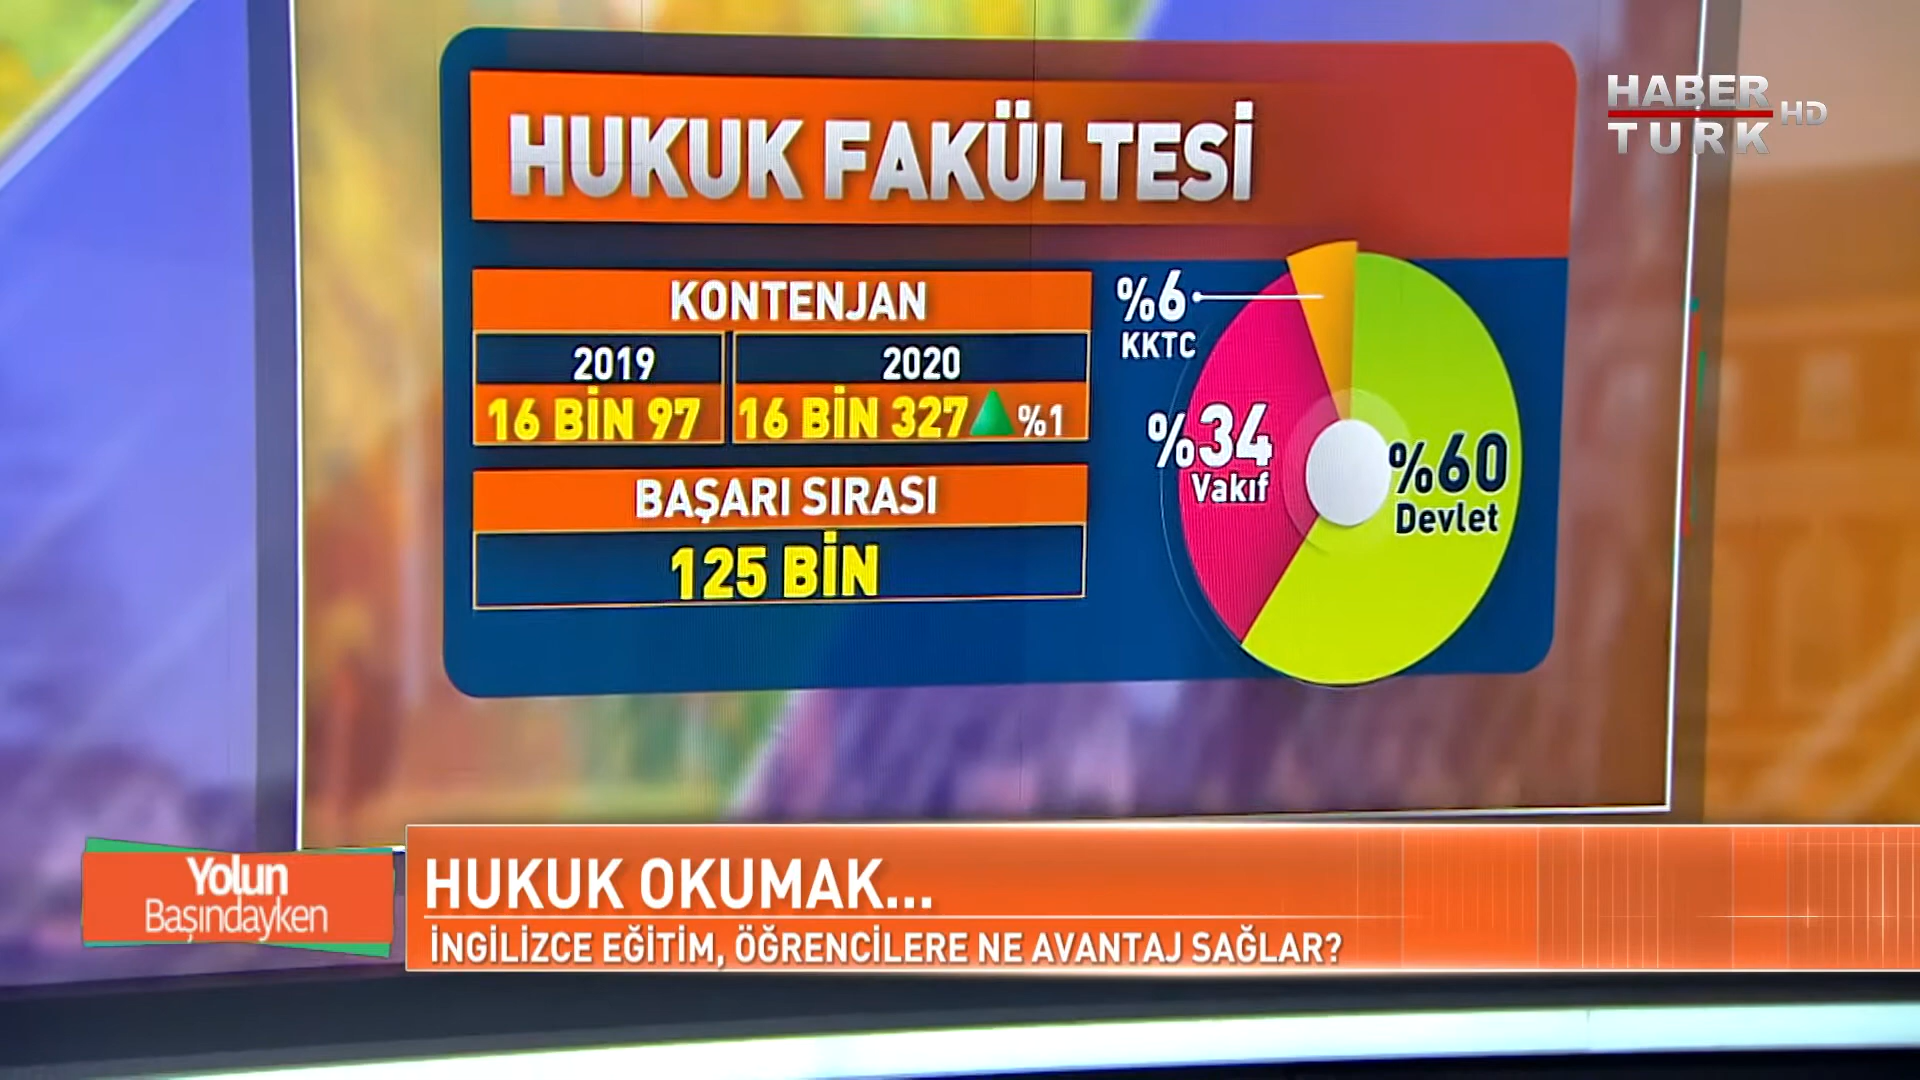 HABER
TURK HD
HUKUK FAKÜLTESİ
KONTENJAN
2019
2020
16 BİN 97
16 BİN 327 %1
BAŞARI SIRASI
125 BİN
%6
KKTC
%34
Vakıf
%60
Devlet
Yolun
Başındayken
HUKUK OKUMAK...
İNGİLİZCE EĞİTİM, ÖĞRENCİLERE NE AVANTAJ SAĞLAR?